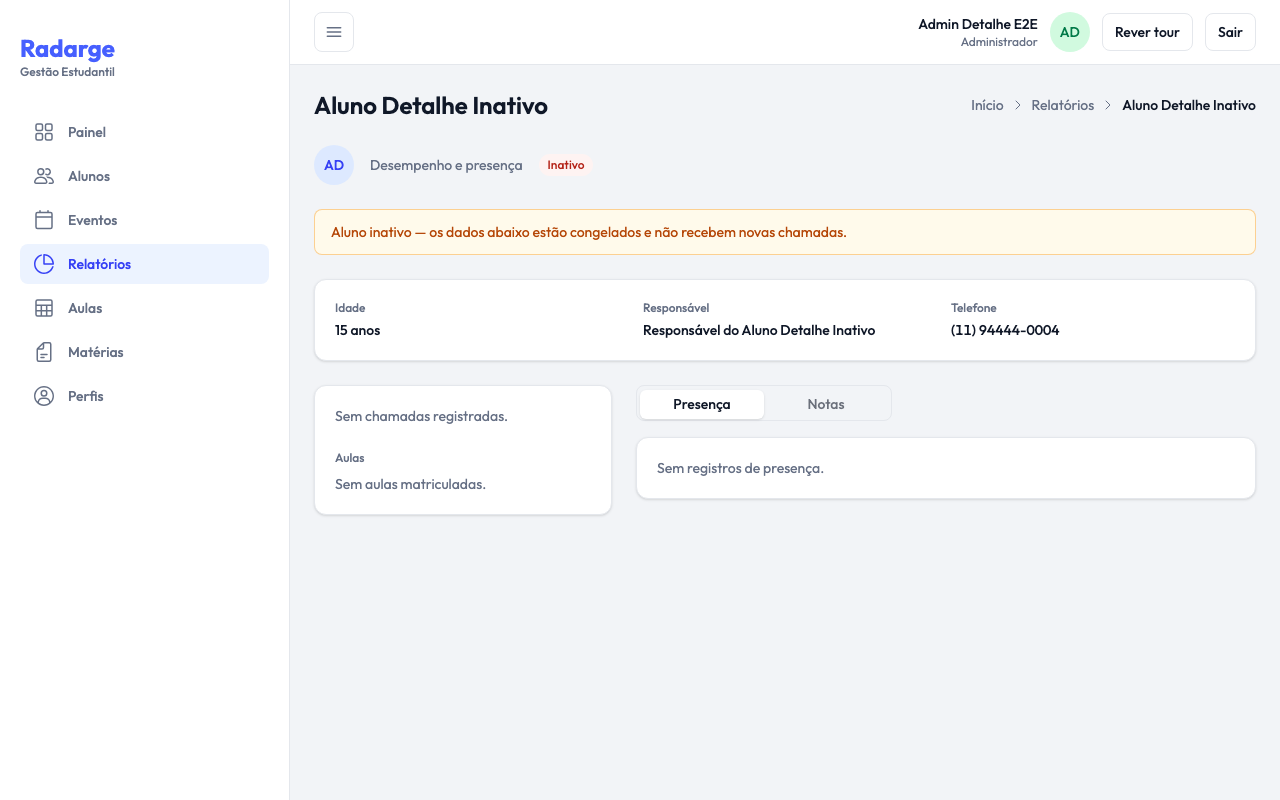 Radarge
Gestão Estudantil
Painel
Alunos
Eventos
Relatórios
Aulas
Matérias
Perfis
Admin Detalhe E2E
Administrador
AD
Rever tour
Sair
Aluno Detalhe Inativo
Início
Relatórios
Aluno Detalhe Inativo
AD
Desempenho e presença
Inativo
Aluno inativo — os dados abaixo estão congelados e não recebem novas chamadas.
Idade
15 anos
Responsável
Responsável do Aluno Detalhe Inativo
Telefone
(11) 94444-0004
Sem chamadas registradas.
Aulas
Sem aulas matriculadas.
Presença
Notas
Sem registros de presença.